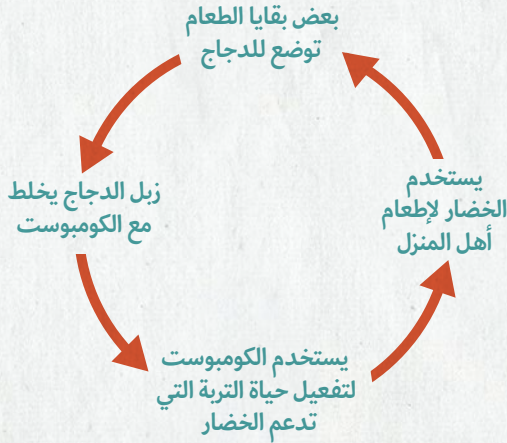 بعض بقايا الطعام
توضع للدجاج
زبل الدجاج يخلط
مع الكومبوست
يستخدم الكومبوست
لتفعيل حياة التربة التي
تدعم الخضار
يستخدم
الخضار لإطعام
أهل المنزل